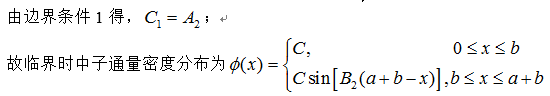 由边界条件 1 得，C₁ = A₂；↵
故临界时中子通量密度分布为 ϕ(x) = { C, 0 ≤ x ≤ b
C sin[B₂(a+b−x)], b ≤ x ≤ a+b